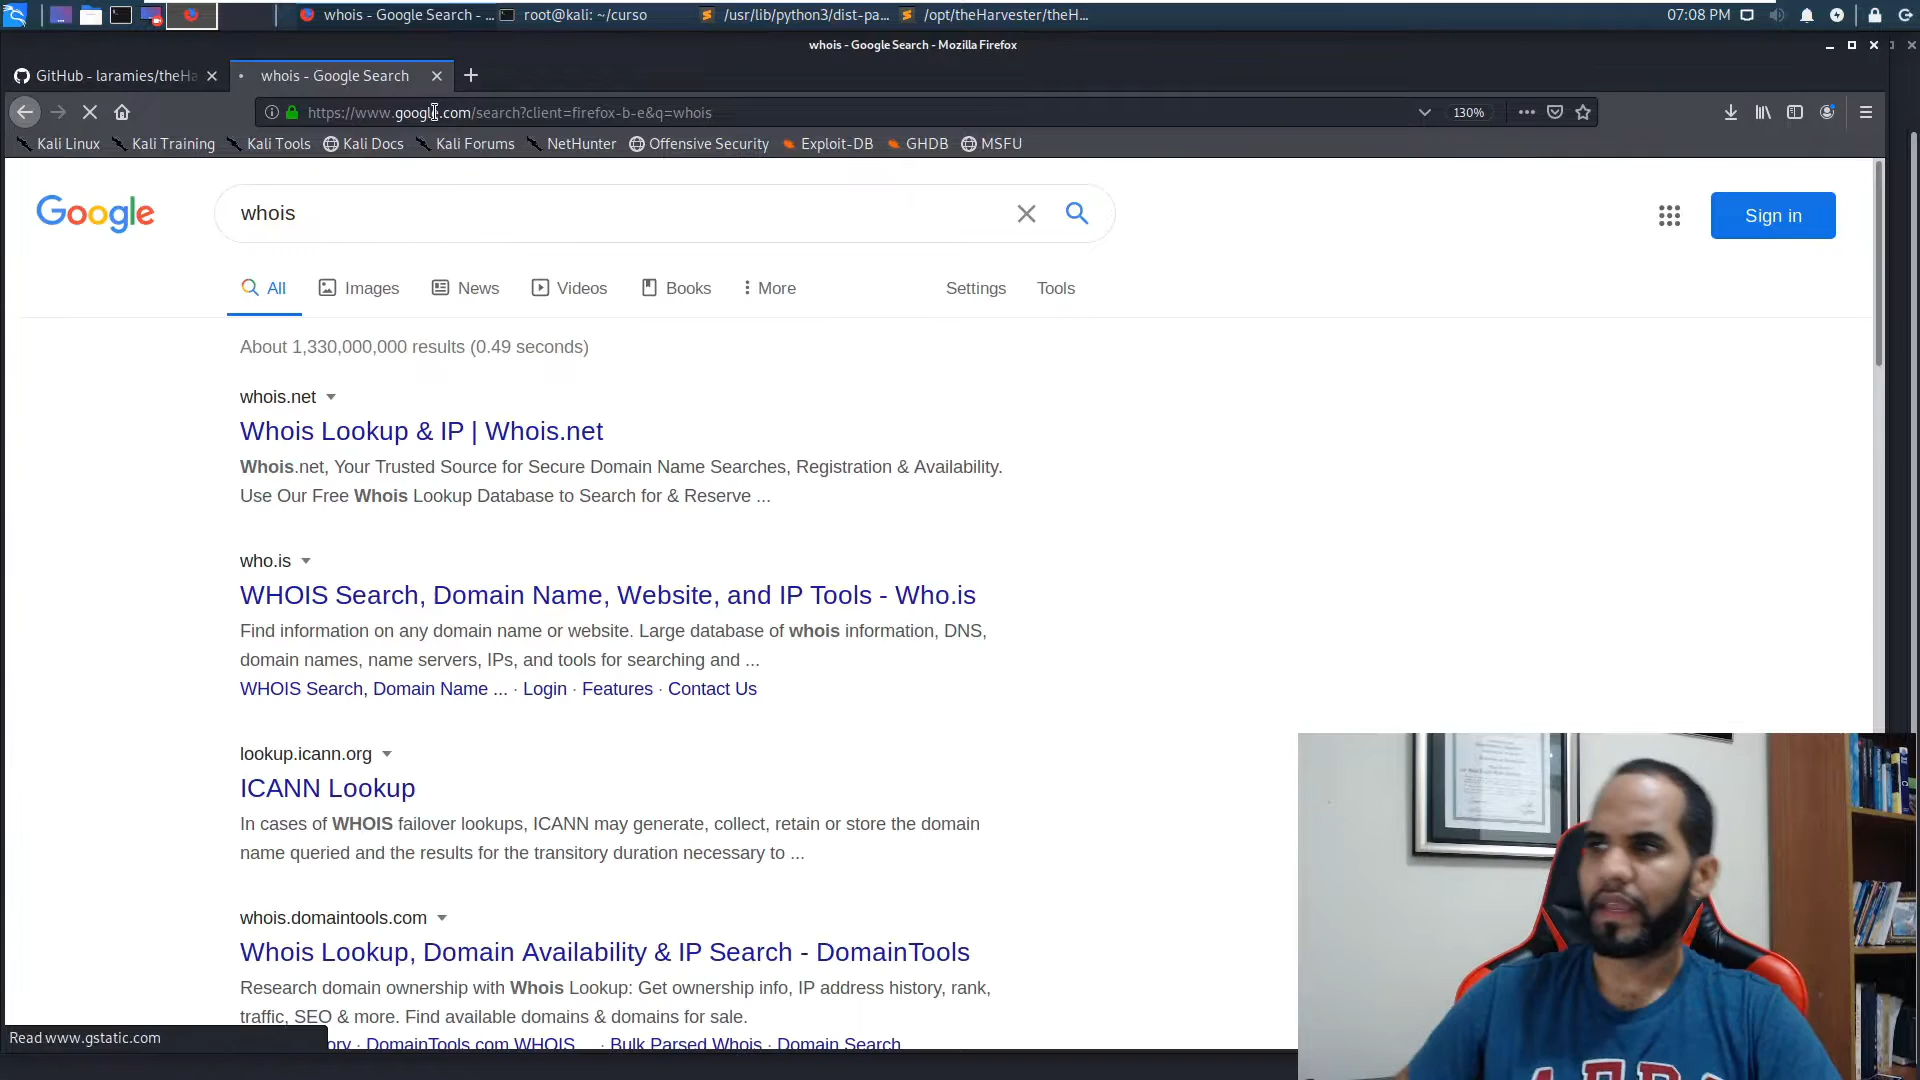 whois - Google Search - ...
root@kali: ~/curso
/usr/lib/python3/dist-pa...
/opt/theHarvester/theH...
07:08 PM
whois - Google Search - Mozilla Firefox
GitHub - laramies/theHa
whois - Google Search
https://www.google.com/search?client=firefox-b-e&q=whois
130%
Kali Linux
Kali Training
Kali Tools
Kali Docs
Kali Forums
NetHunter
Offensive Security
Exploit-DB
GHDB
MSFU
Google
whois
Sign in
All
Images
News
Videos
Books
More
Settings
Tools
About 1,330,000,000 results (0.49 seconds)
whois.net
Whois Lookup & IP | Whois.net
Whois.net, Your Trusted Source for Secure Domain Name Searches, Registration & Availability.
Use Our Free Whois Lookup Database to Search for & Reserve ...
who.is
WHOIS Search, Domain Name, Website, and IP Tools - Who.is
Find information on any domain name or website. Large database of whois information, DNS,
domain names, name servers, IPs, and tools for searching and ...
WHOIS Search, Domain Name ... · Login · Features · Contact Us
lookup.icann.org
ICANN Lookup
In cases of WHOIS failover lookups, ICANN may generate, collect, retain or store the domain
name queried and the results for the transitory duration necessary to ...
whois.domaintools.com
Whois Lookup, Domain Availability & IP Search - DomainTools
Research domain ownership with Whois Lookup: Get ownership info, IP address history, rank,
traffic, SEO & more. Find available domains & domains for sale.
ory · DomainTools.com WHOIS ... · Bulk Parsed Whois · Domain Search
Read www.gstatic.com